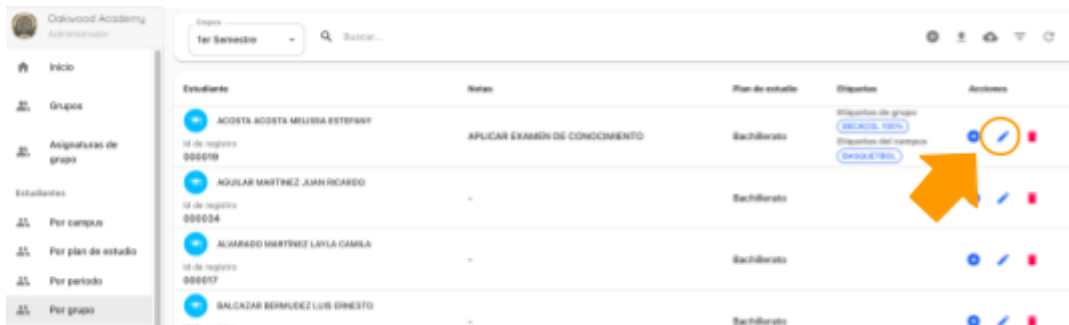 Oakwood Academy
Administrador
Inicio
Grupos
Asignaturas de
grupo
Estudiantes
Por campus
Por plan de estudio
Por periodo
Por grupo
Grupos
1er Semestre
Buscar...
Estudiante Notas Plan de estudio Etiquetas Acciones
ACOSTA ACOSTA MELISSA ESTEFANY
Id de registro
000019
APLICAR EXAMEN DE CONOCIMIENTO
Bachillerato
Etiquetas de grupo
BECACOL 100%
Etiquetas del campus
BASQUETBOL
AGUILAR MARTINEZ JUAN RICARDO
Id de registro
000034
-
Bachillerato
ALVARADO MARTÍNEZ LAYLA CAMILA
Id de registro
000017
-
Bachillerato
BALCAZAR BERMUDEZ LUIS ERNESTO
-
Bachillerato